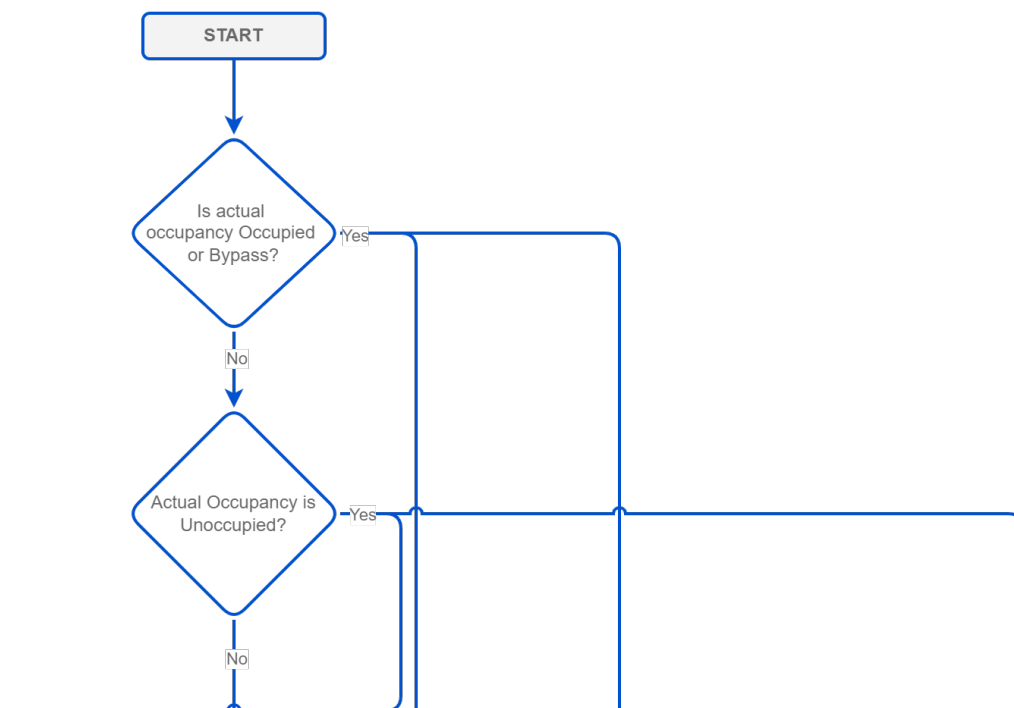 START
Is actual
occupancy Occupied
or Bypass?
Yes
No
Actual Occupancy is
Unoccupied?
Yes
No